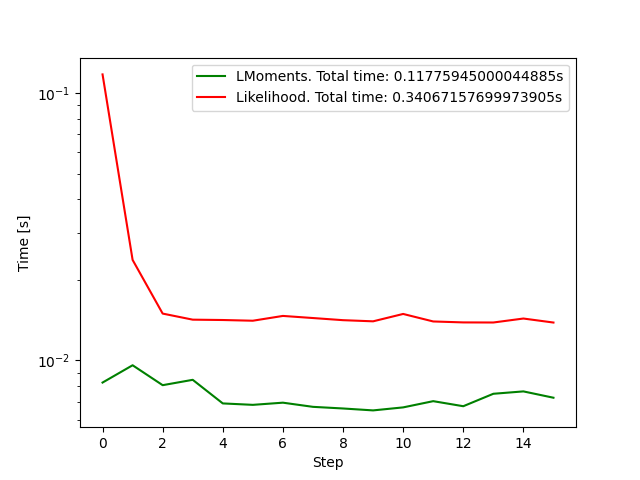 LMoments. Total time: 0.11775945000044885s
Likelihood. Total time: 0.34067157699973905s
10⁻¹
10⁻²
Time [s]
0 2 4 6 8 10 12 14
Step